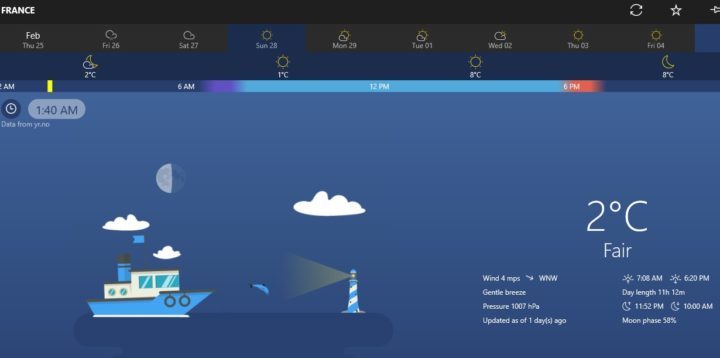 FRANCE
Feb
Thu 25 Fri 26 Sat 27 Sun 28 Mon 29 Tue 01 Wed 02 Thu 03 Fri 04
2°C 1°C 8°C 8°C
2 AM 6 AM 12 PM 6 PM
1:40 AM
Data from yr.no
2°C
Fair
Wind 4 mps WNW 7:08 AM 6:20 PM
Gentle breeze Day length 11h 12m
Pressure 1007 hPa 11:52 PM 10:00 AM
Updated as of 1 day(s) ago Moon phase 58%